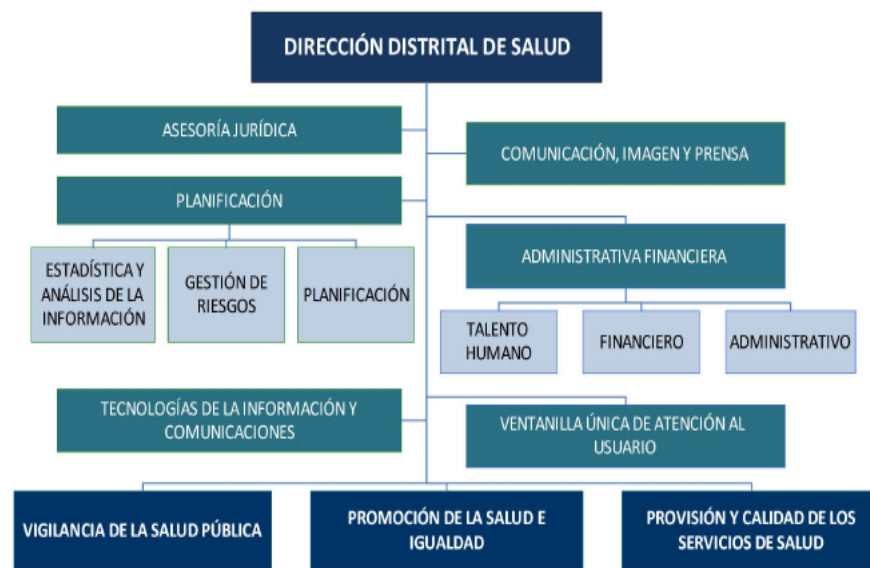 DIRECCIÓN DISTRITAL DE SALUD
ASESORÍA JURÍDICA
COMUNICACIÓN, IMAGEN Y PRENSA
PLANIFICACIÓN
ADMINISTRATIVA FINANCIERA
ESTADÍSTICA Y
ANÁLISIS DE LA
INFORMACIÓN
GESTIÓN DE
RIESGOS
PLANIFICACIÓN
TALENTO
HUMANO
FINANCIERO
ADMINISTRATIVO
TECNOLOGÍAS DE LA INFORMACIÓN Y
COMUNICACIONES
VENTANILLA ÚNICA DE ATENCIÓN AL
USUARIO
VIGILANCIA DE LA SALUD PÚBLICA
PROMOCIÓN DE LA SALUD E
IGUALDAD
PROVISIÓN Y CALIDAD DE LOS
SERVICIOS DE SALUD